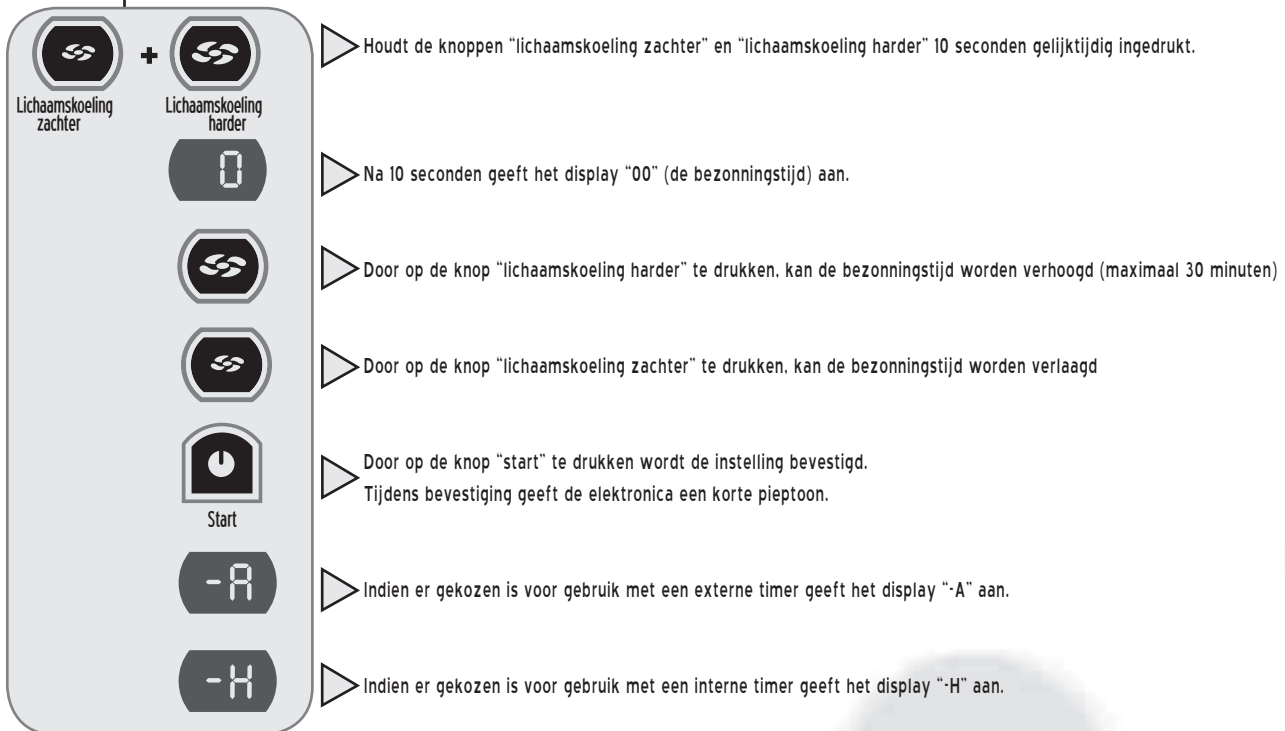 Houdt de knoppen “lichaamskoeling zachter” en “lichaamskoeling harder” 10 seconden gelijktijdig ingedrukt.
+
Lichaamskoeling
zachter
Lichaamskoeling
harder
0
Na 10 seconden geeft het display “00” (de bezonningstijd) aan.
Door op de knop “lichaamskoeling harder” te drukken, kan de bezonningstijd worden verhoogd (maximaal 30 minuten)
Door op de knop “lichaamskoeling zachter” te drukken, kan de bezonningstijd worden verlaagd
Door op de knop “start” te drukken wordt de instelling bevestigd.
Tijdens bevestiging geeft de elektronica een korte pieptoon.
Start
-A
Indien er gekozen is voor gebruik met een externe timer geeft het display “-A” aan.
-H
Indien er gekozen is voor gebruik met een interne timer geeft het display “-H” aan.